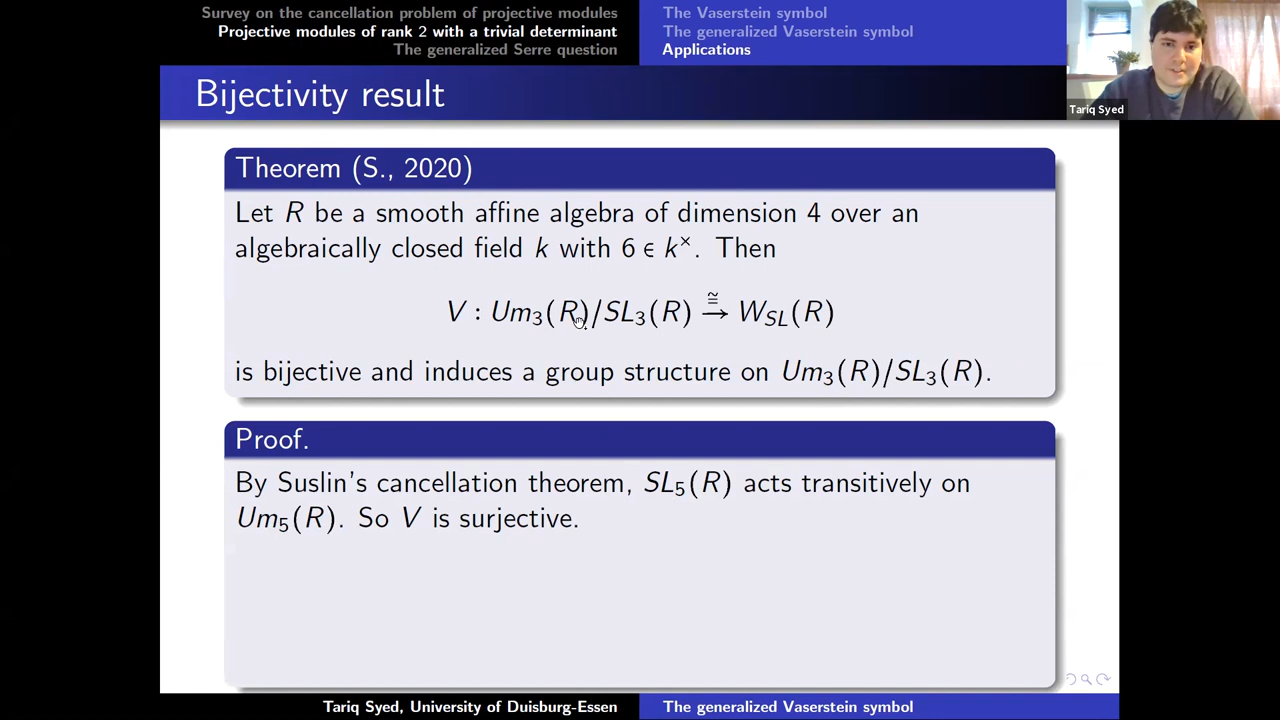 Survey on the cancellation problem of projective modules
Projective modules of rank 2 with a trivial determinant
The generalized Serre question
The Vaserstein symbol
The generalized Vaserstein symbol
Applications
Tariq Syed
Bijectivity result
Theorem (S., 2020)
Let R be a smooth affine algebra of dimension 4 over an
algebraically closed field k with 6 ∈ k×. Then
V : Um₃(R)/SL₃(R) ≅→ W_SL(R)
is bijective and induces a group structure on Um₃(R)/SL₃(R).
Proof.
By Suslin's cancellation theorem, SL₅(R) acts transitively on
Um₅(R). So V is surjective.
Tariq Syed, University of Duisburg-Essen
The generalized Vaserstein symbol